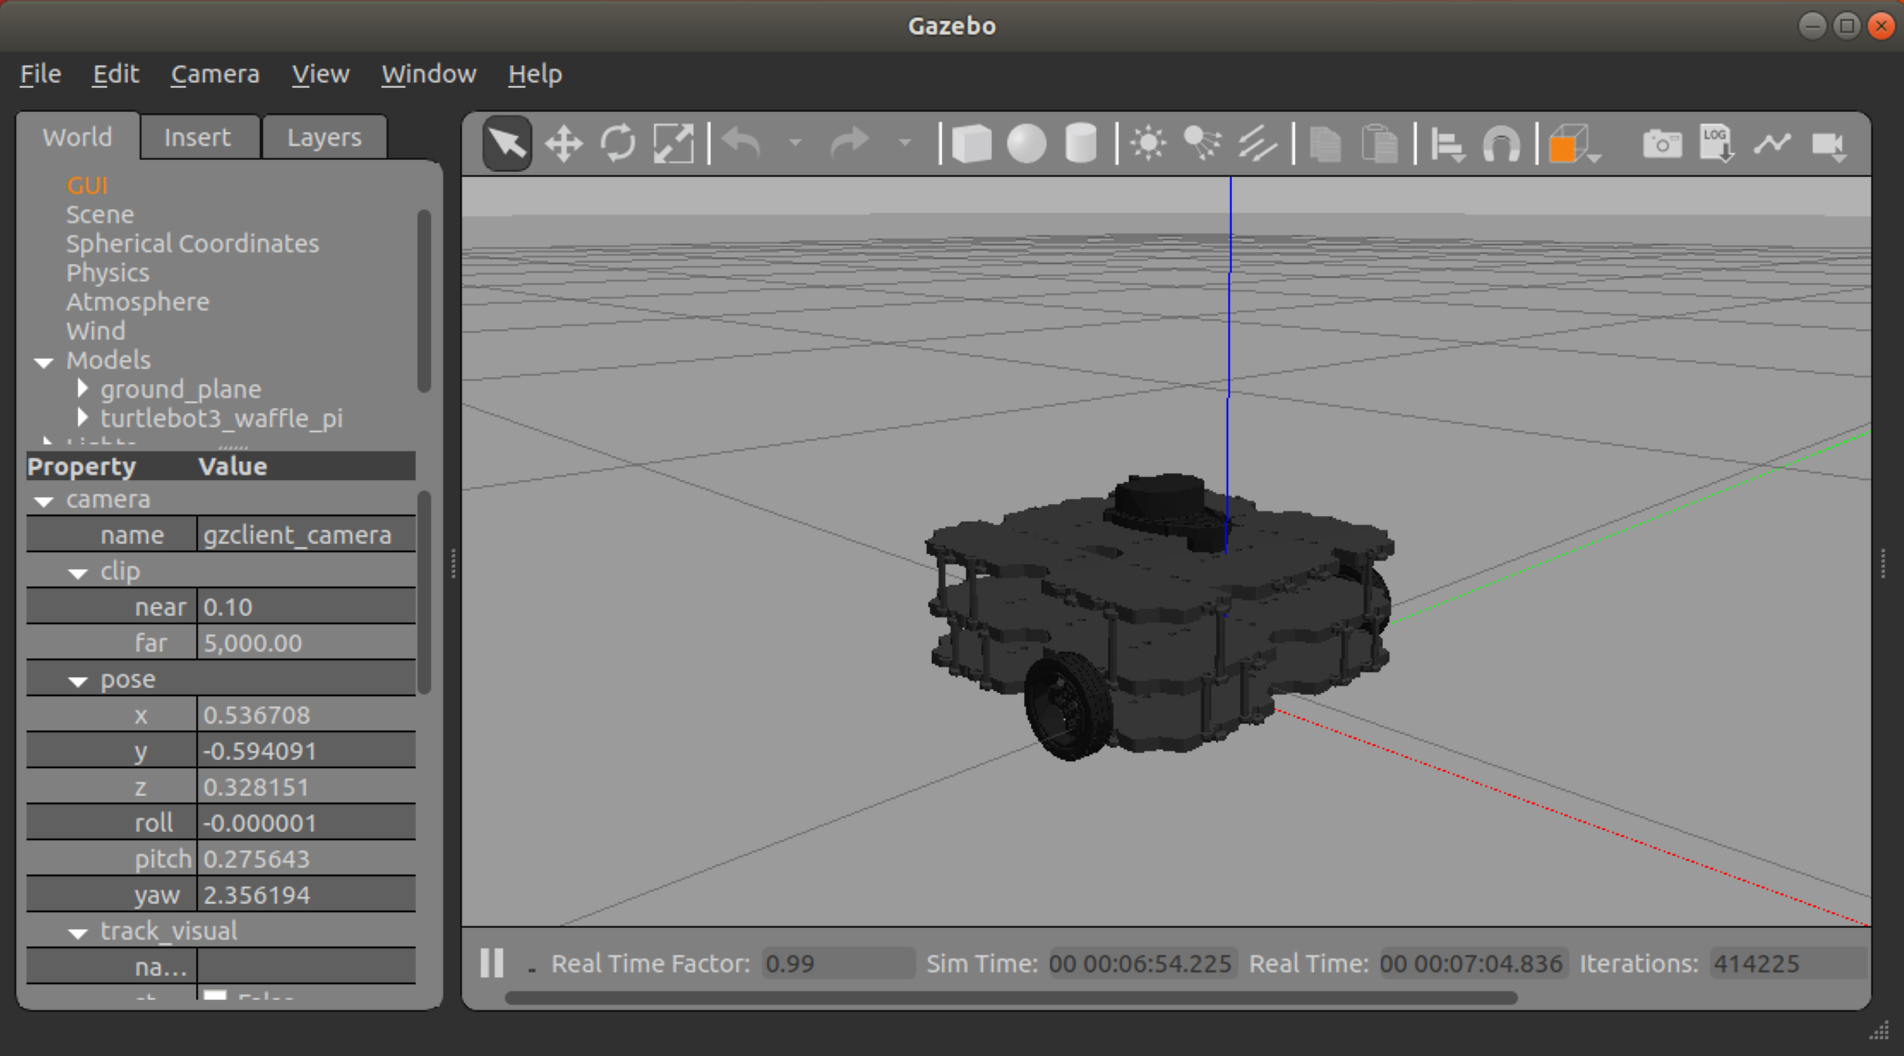 Gazebo
File Edit Camera View Window Help
World Insert Layers
GUI
Scene
Spherical Coordinates
Physics
Atmosphere
Wind
Models
ground_plane
turtlebot3_waffle_pi
Lights
Property Value
camera
name gzclient_camera
clip
near 0.10
far 5,000.00
pose
x 0.536708
y -0.594091
z 0.328151
roll -0.000001
pitch 0.275643
yaw 2.356194
track_visual
na...
False
LOG
Real Time Factor: 0.99 Sim Time: 00 00:06:54.225 Real Time: 00 00:07:04.836 Iterations: 414225